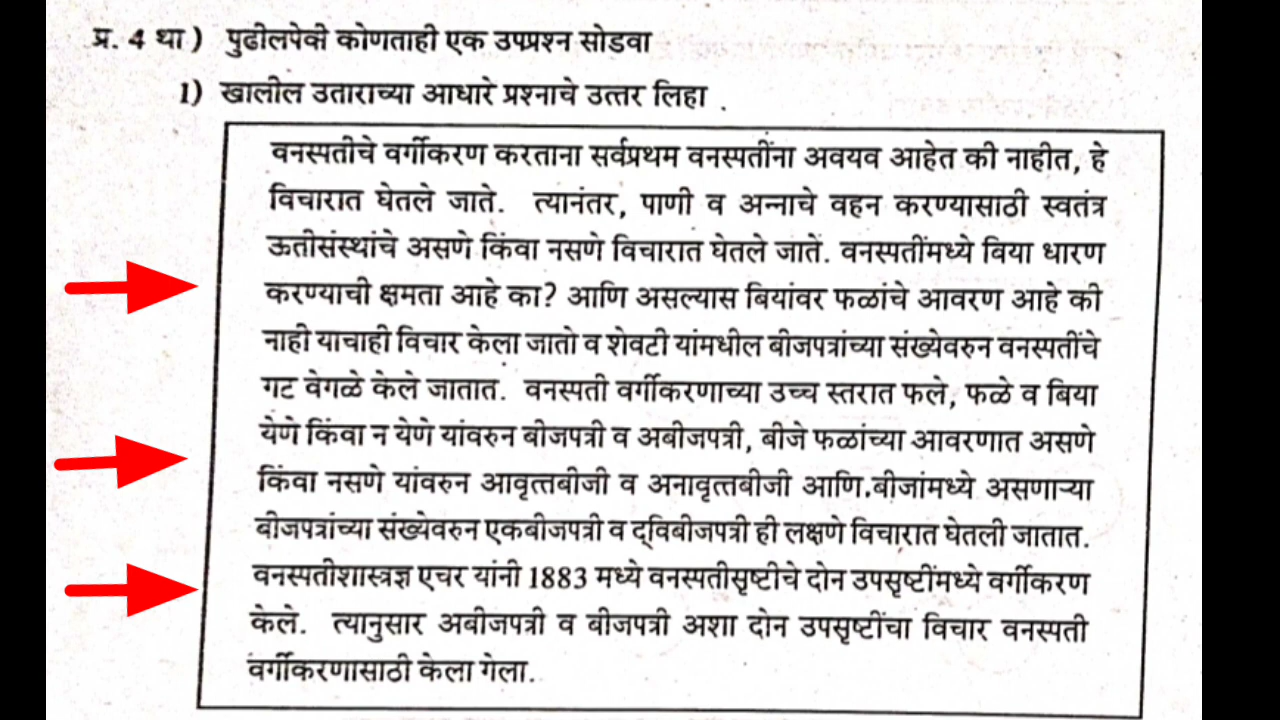 प्र. 4 था ) पुढीलपेकी कोणताही एक उपप्रश्न सोडवा
1) खालील उताराच्या आधारे प्रश्नाचे उत्तर लिहा .
वनस्पतीचे वर्गीकरण करताना सर्वप्रथम वनस्पतींना अवयव आहेत की नाहीत, हे
विचारात घेतले जाते. त्यानंतर, पाणी व अन्नाचे वहन करण्यासाठी स्वतंत्र
ऊतीसंस्थांचे असणे किंवा नसणे विचारात घेतले जाते. वनस्पतींमध्ये बिया धारण
करण्याची क्षमता आहे का? आणि असल्यास बियांवर फळांचे आवरण आहे की
नाही याचाही विचार केला जातो व शेवटी यांमधील बीजपत्रांच्या संख्येवरुन वनस्पतींचे
गट वेगळे केले जातात. वनस्पती वर्गीकरणाच्या उच्च स्तरात फले, फळे व बिया
येणे किंवा न येणे यांवरुन बीजपत्री व अबीजपत्री, बीजे फळांच्या आवरणात असणे
किंवा नसणे यांवरुन आवृत्तबीजी व अनावृत्तबीजी आणि.बीजांमध्ये असणाऱ्या
बीजपत्रांच्या संख्येवरुन एकबीजपत्री व द्विबीजपत्री ही लक्षणे विचारात घेतली जातात.
वनस्पतीशास्त्रज्ञ एचर यांनी 1883 मध्ये वनस्पतीसृष्टीचे दोन उपसृष्टींमध्ये वर्गीकरण
केले. त्यानुसार अबीजपत्री व बीजपत्री अशा दोन उपसृष्टींचा विचार वनस्पती
वर्गीकरणासाठी केला गेला.